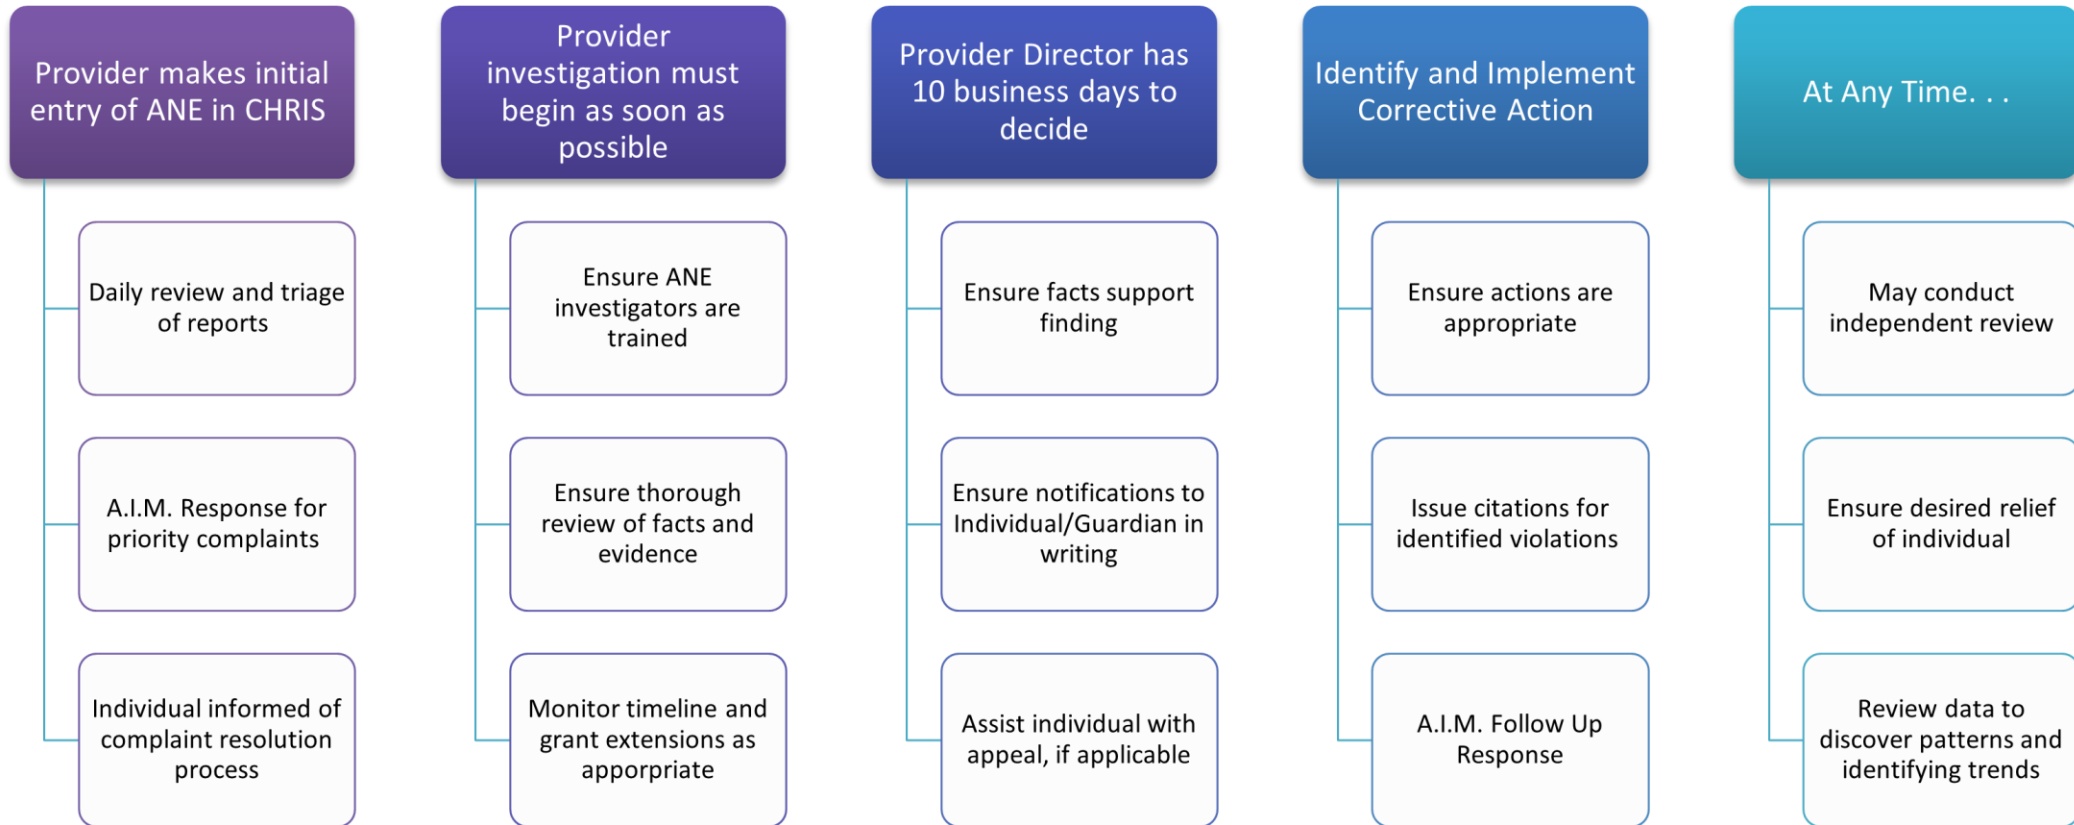 Provider makes initial
entry of ANE in CHRIS
Daily review and triage
of reports
A.I.M. Response for
priority complaints
Individual informed of
complaint resolution
process
Provider
investigation must
begin as soon as
possible
Ensure ANE
investigators are
trained
Ensure thorough
review of facts and
evidence
Monitor timeline and
grant extensions as
apporpriate
Provider Director has
10 business days to
decide
Ensure facts support
finding
Ensure notifications to
Individual/Guardian in
writing
Assist individual with
appeal, if applicable
Identify and Implement
Corrective Action
Ensure actions are
appropriate
Issue citations for
identified violations
A.I.M. Follow Up
Response
At Any Time. . .
May conduct
independent review
Ensure desired relief
of individual
Review data to
discover patterns and
identifying trends